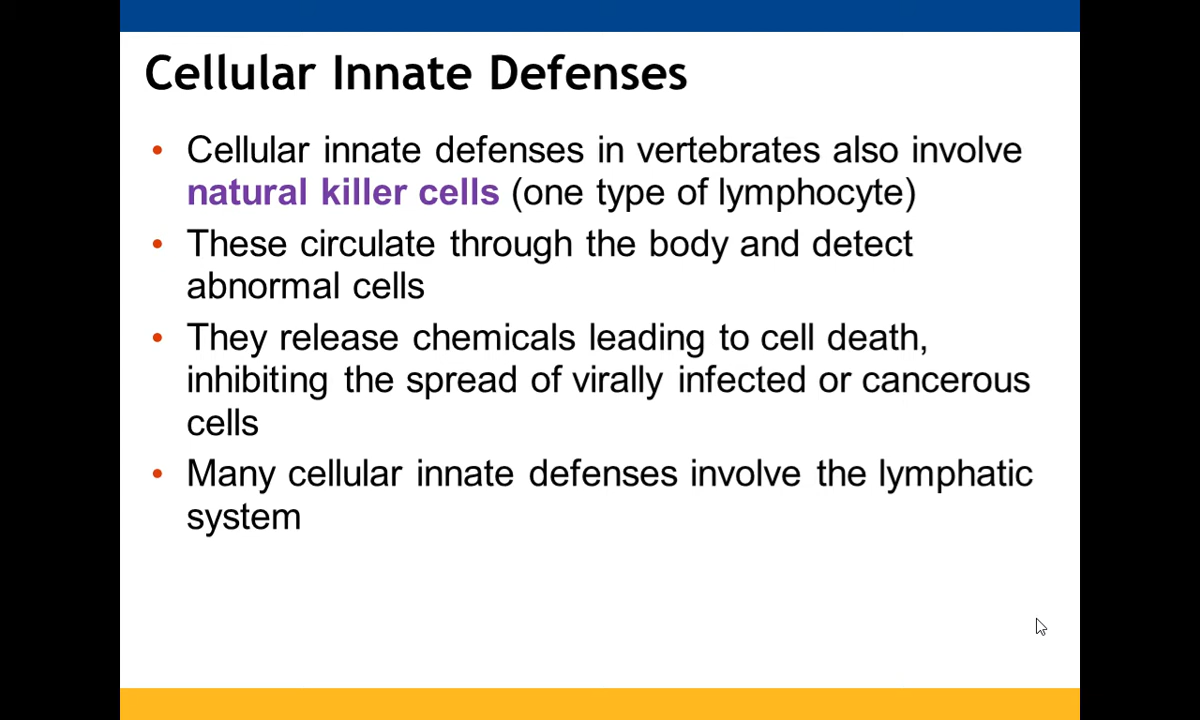 Cellular Innate Defenses
• Cellular innate defenses in vertebrates also involve
natural killer cells (one type of lymphocyte)
• These circulate through the body and detect
abnormal cells
• They release chemicals leading to cell death,
inhibiting the spread of virally infected or cancerous
cells
• Many cellular innate defenses involve the lymphatic
system